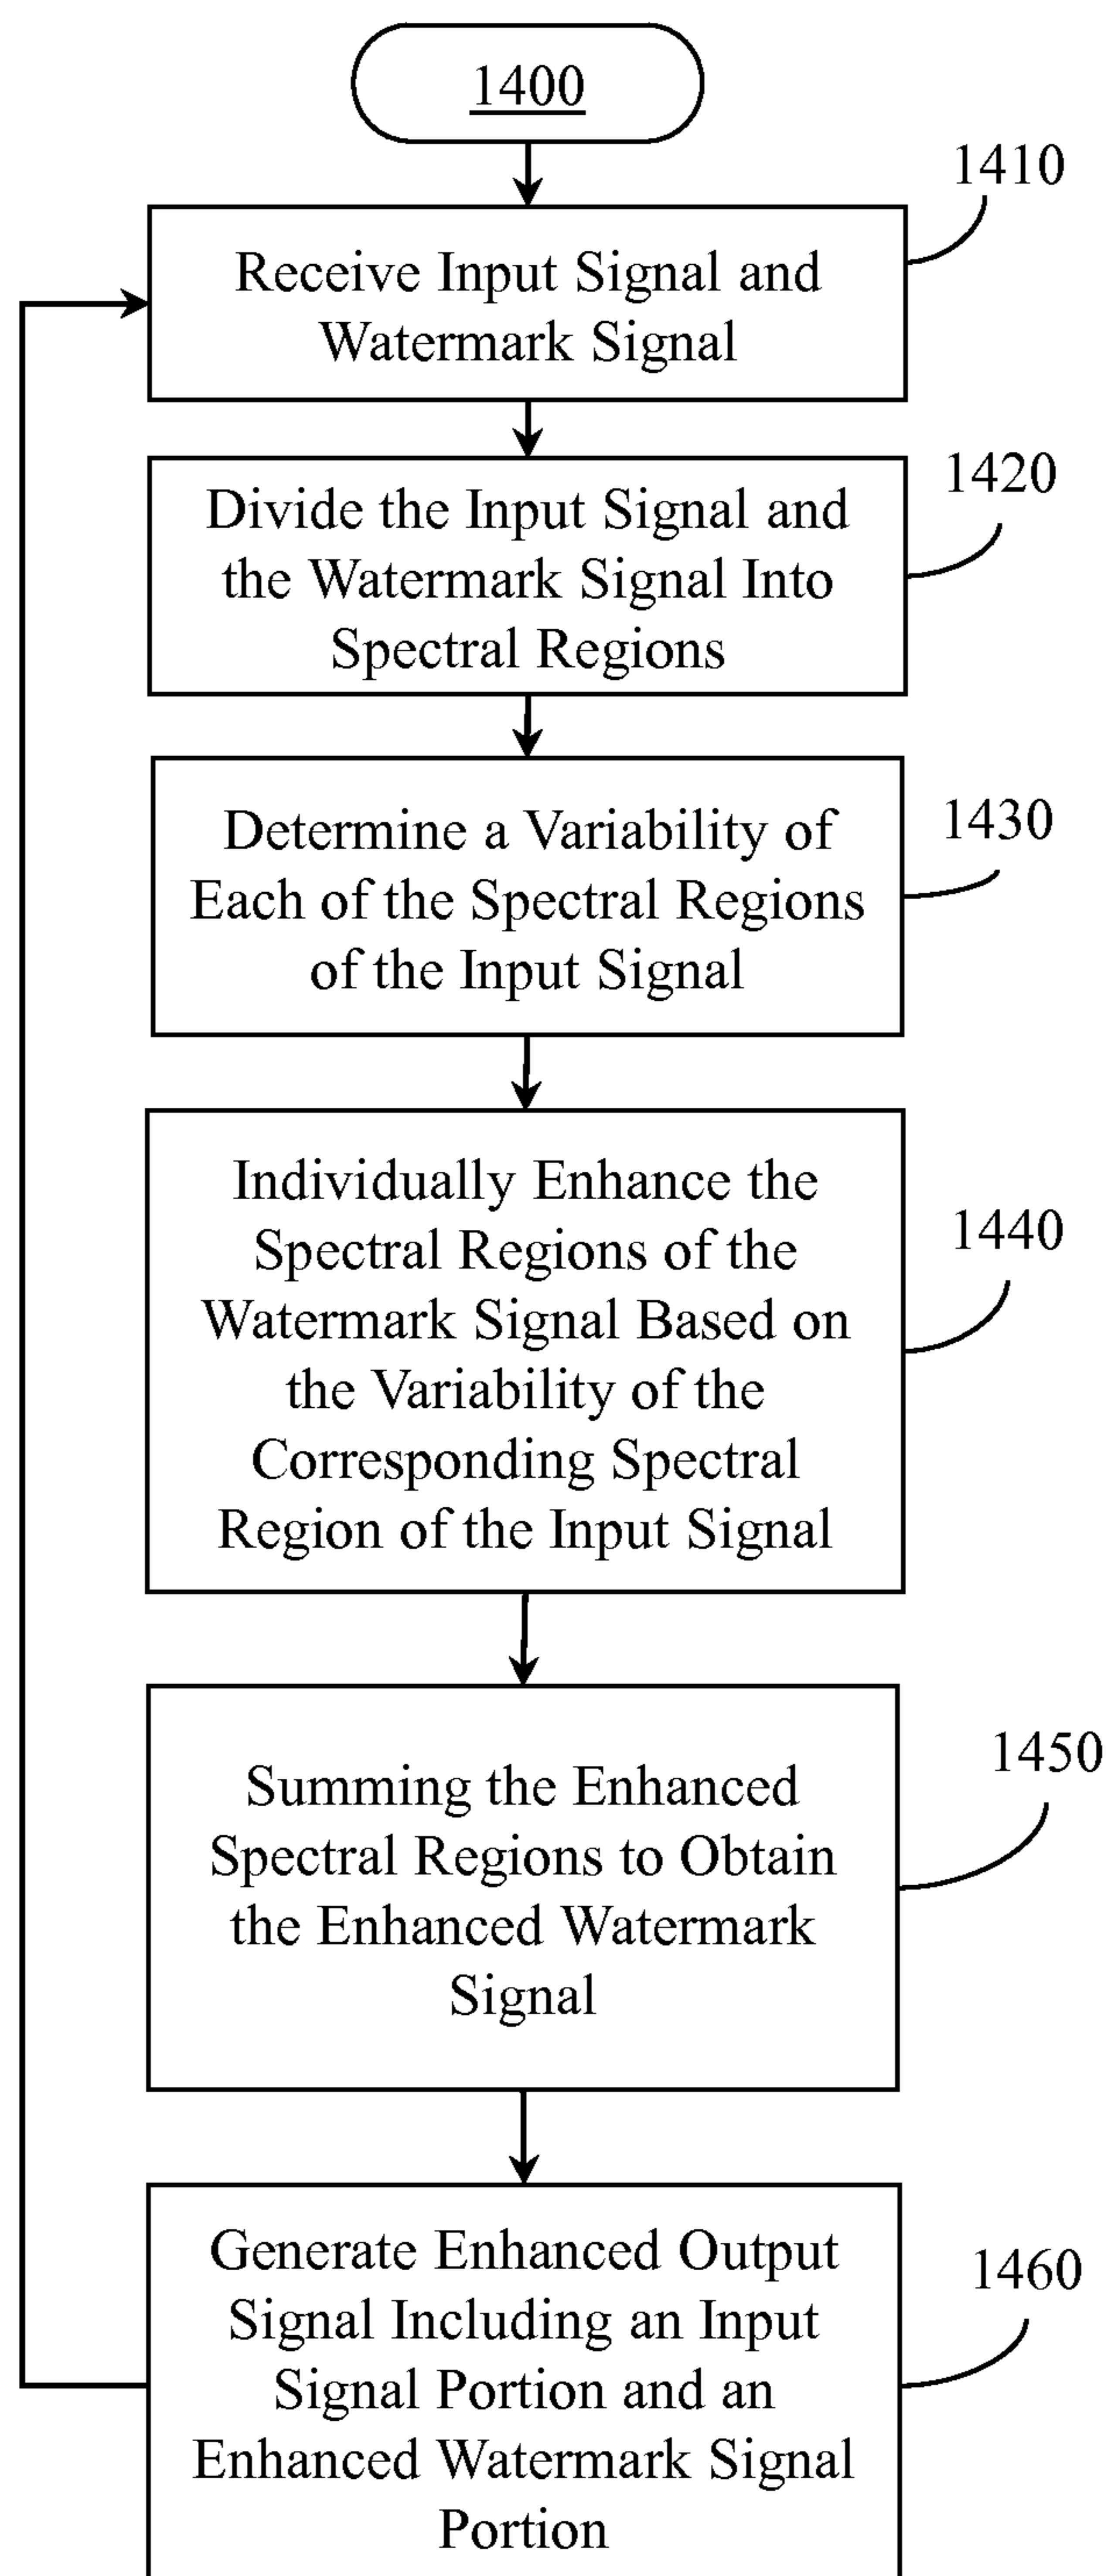 1400
1410
Receive Input Signal and
Watermark Signal
1420
Divide the Input Signal and
the Watermark Signal Into
Spectral Regions
1430
Determine a Variability of
Each of the Spectral Regions
of the Input Signal
1440
Individually Enhance the
Spectral Regions of the
Watermark Signal Based on
the Variability of the
Corresponding Spectral
Region of the Input Signal
1450
Summing the Enhanced
Spectral Regions to Obtain
the Enhanced Watermark
Signal
1460
Generate Enhanced Output
Signal Including an Input
Signal Portion and an
Enhanced Watermark Signal
Portion